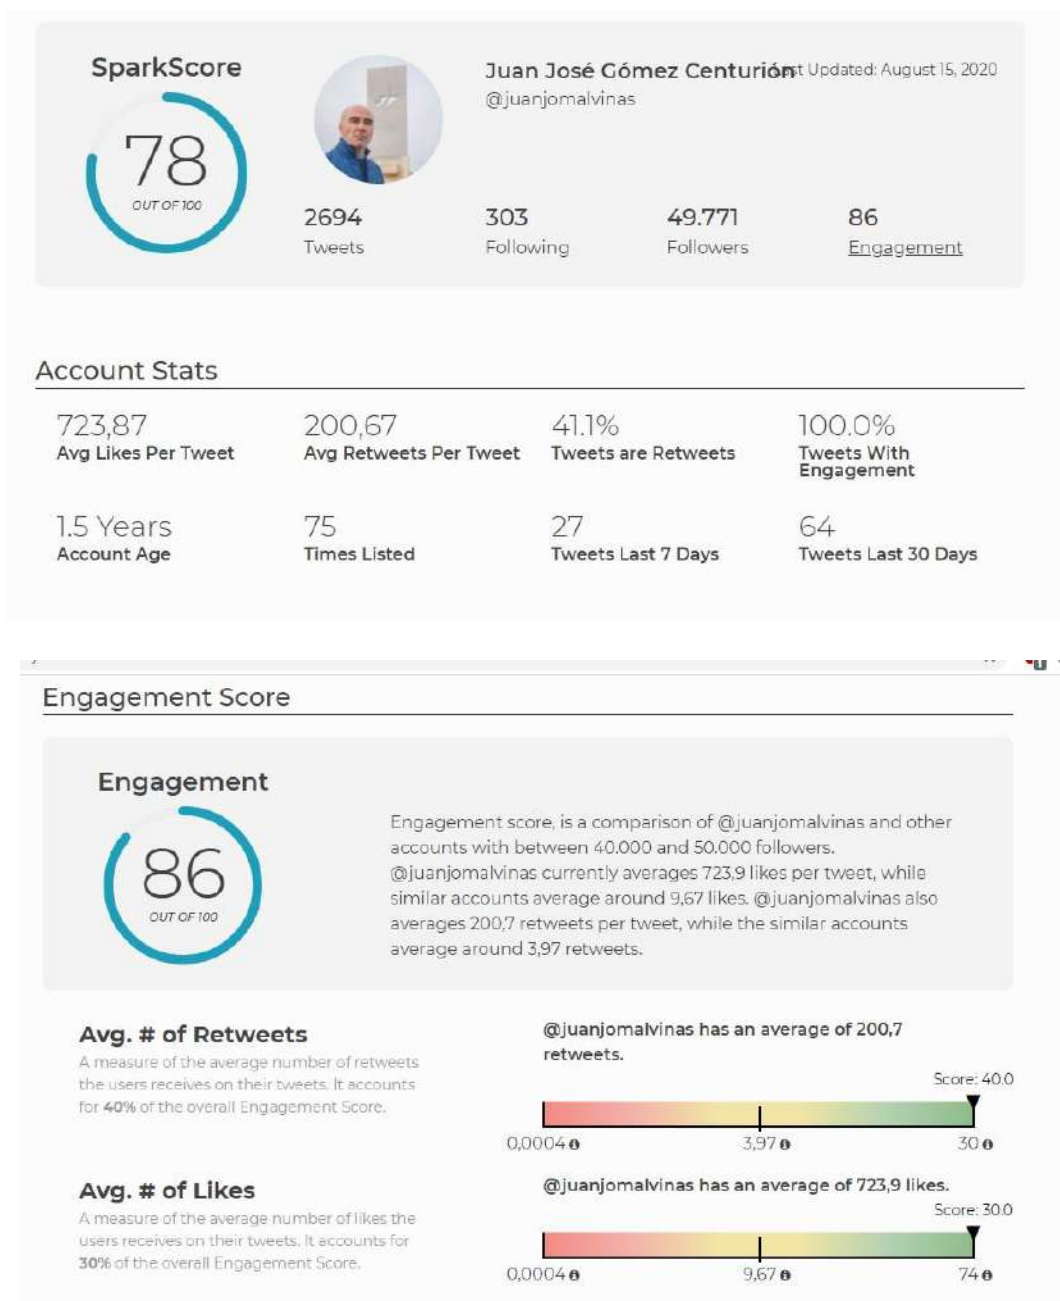 SparkScore
78
OUT OF 100
Juan José Gómez Centurión
st Updated: August 15, 2020
@juanjomalvinas
2694
Tweets
303
Following
49.771
Followers
86
Engagement
Account Stats
723,87
Avg Likes Per Tweet
200,67
Avg Retweets Per Tweet
41.1%
Tweets are Retweets
100.0%
Tweets With
Engagement
1.5 Years
Account Age
75
Times Listed
27
Tweets Last 7 Days
64
Tweets Last 30 Days
Engagement Score
Engagement
86
OUT OF 100
Engagement score, is a comparison of @juanjomalvinas and other
accounts with between 40.000 and 50.000 followers.
@juanjomalvinas currently averages 723,9 likes per tweet, while
similar accounts average around 9,67 likes. @juanjomalvinas also
averages 200,7 retweets per tweet, while the similar accounts
average around 3,97 retweets.
Avg. # of Retweets
A measure of the average number of retweets
the users receives on their tweets. It accounts
for 40% of the overall Engagement Score.
@juanjomalvinas has an average of 200,7
retweets.
Score: 40.0
0,0004 3,97 30
Avg. # of Likes
A measure of the average number of likes the
users receives on their tweets. It accounts for
30% of the overall Engagement Score.
@juanjomalvinas has an average of 723,9 likes.
Score: 30.0
0,0004 9,67 74